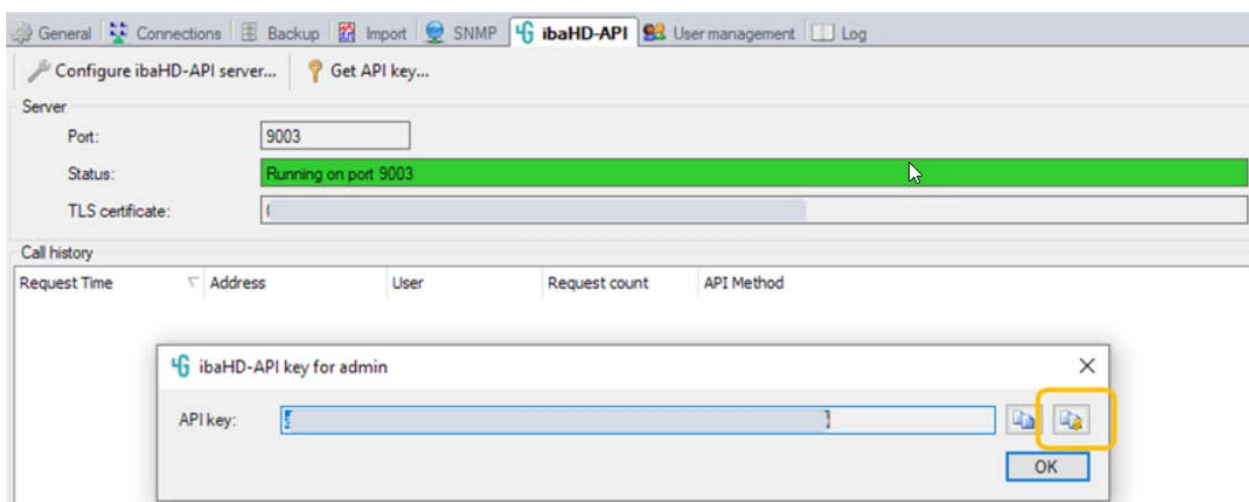 General Connections Backup Import SNMP ibaHD-API User management Log
Configure ibaHD-API server... Get API key...
Server
Port: 9003
Status: Running on port 9003
TLS certificate:
Call history
Request Time Address User Request count API Method
ibaHD-API key for admin
API key:
OK